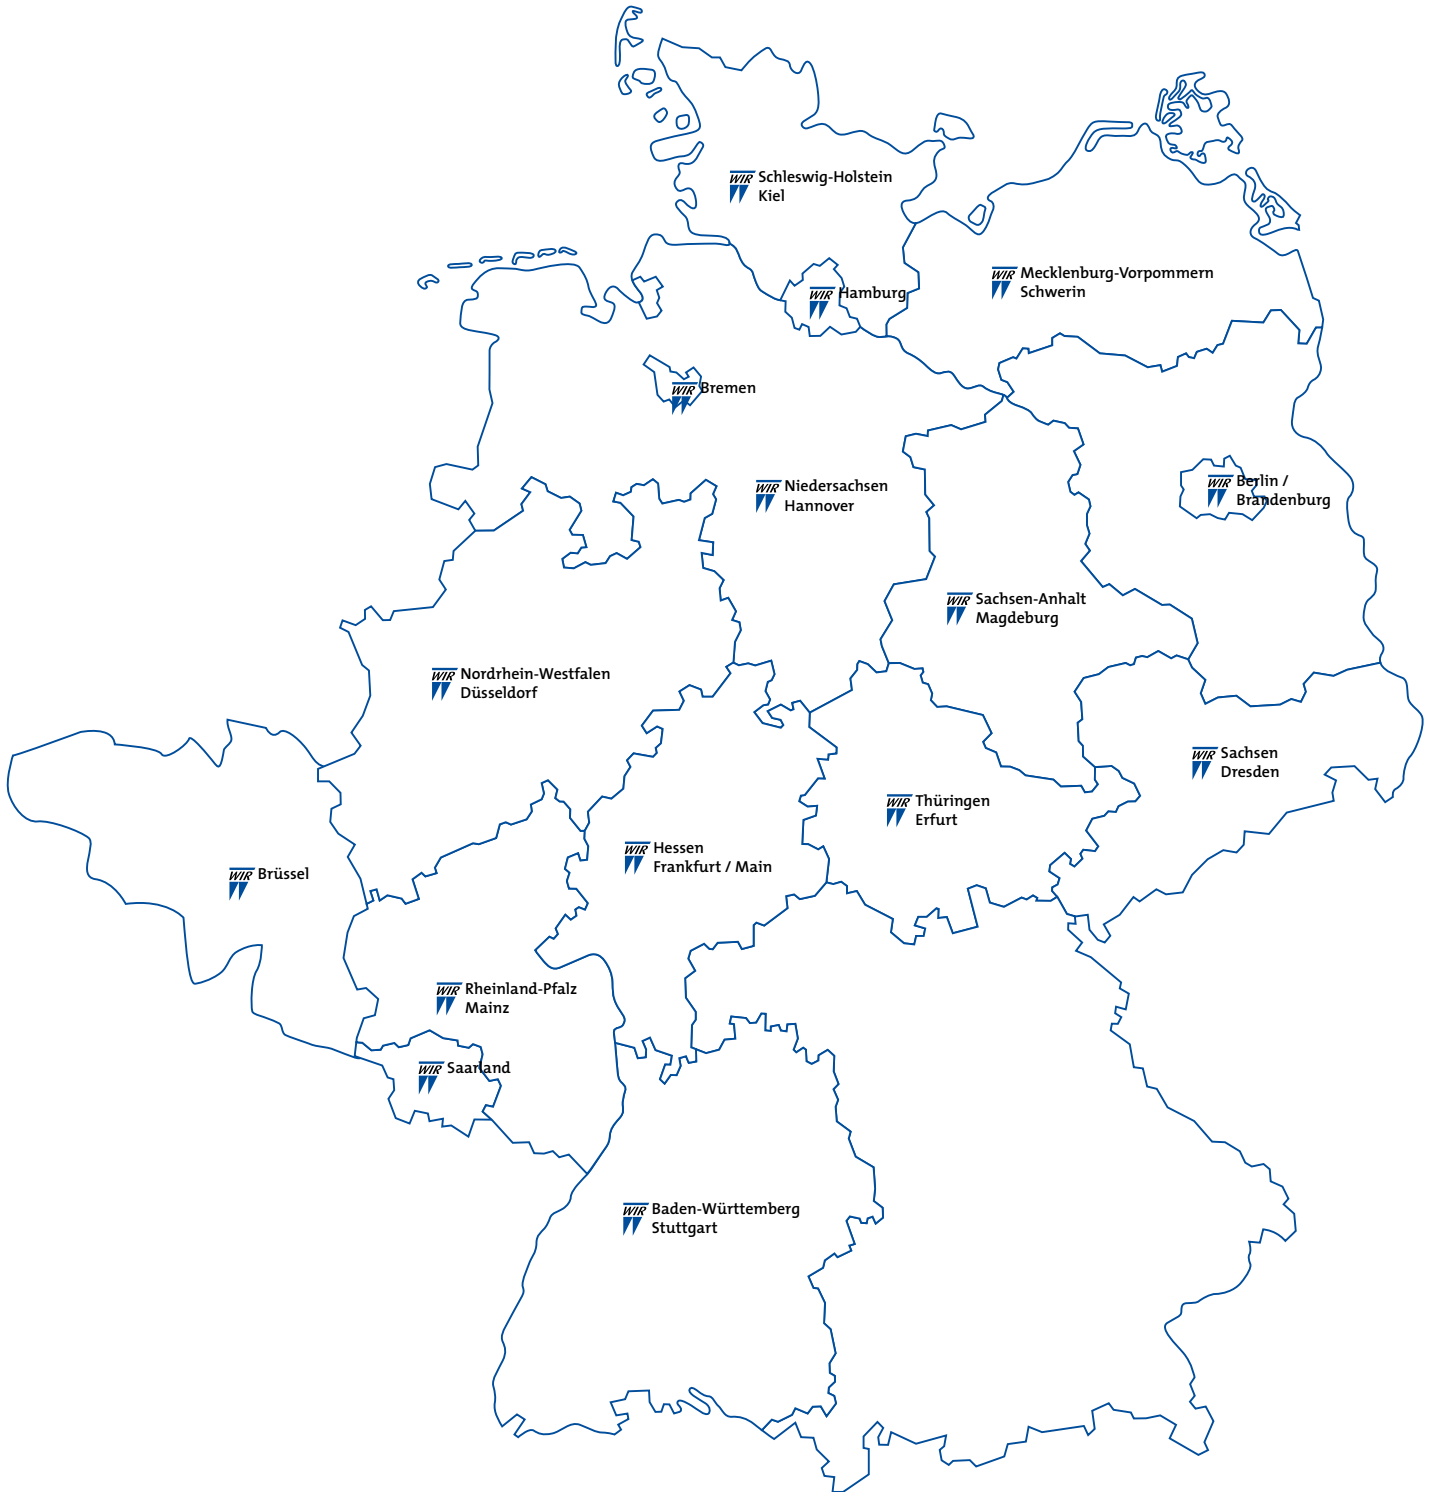 WIR Schleswig-Holstein
Kiel
WIR Mecklenburg-Vorpommern
Schwerin
WIR Hamburg
WIR Bremen
WIR Niedersachsen
Hannover
WIR Berlin /
Brandenburg
WIR Sachsen-Anhalt
Magdeburg
WIR Nordrhein-Westfalen
Düsseldorf
WIR Sachsen
Dresden
WIR Thüringen
Erfurt
WIR Hessen
Frankfurt / Main
WIR Brüssel
WIR Rheinland-Pfalz
Mainz
WIR Saarland
WIR Baden-Württemberg
Stuttgart